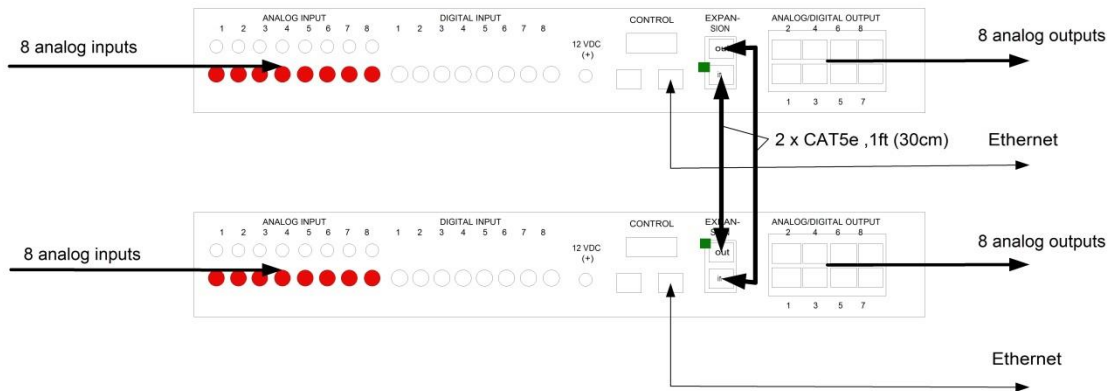 ANALOG INPUT DIGITAL INPUT CONTROL EXPAN-
SION ANALOG/DIGITAL OUTPUT
1 2 3 4 5 6 7 8 1 2 3 4 5 6 7 8 2 4 6 8
8 analog inputs
12 VDC
(+)
out
in
8 analog outputs
1 3 5 7
2 x CAT5e ,1ft (30cm)
Ethernet
ANALOG INPUT DIGITAL INPUT CONTROL EXPAN-
SION ANALOG/DIGITAL OUTPUT
1 2 3 4 5 6 7 8 1 2 3 4 5 6 7 8 2 4 6 8
8 analog inputs
12 VDC
(+)
out
in
8 analog outputs
1 3 5 7
Ethernet